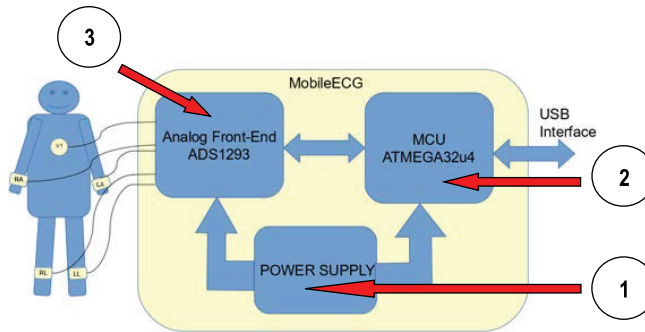 3
MobileECG
Analog Front-End
ADS1293
MCU
ATMEGA32u4
USB
Interface
V1
RA
LA
2
RL
LL
POWER SUPPLY
1